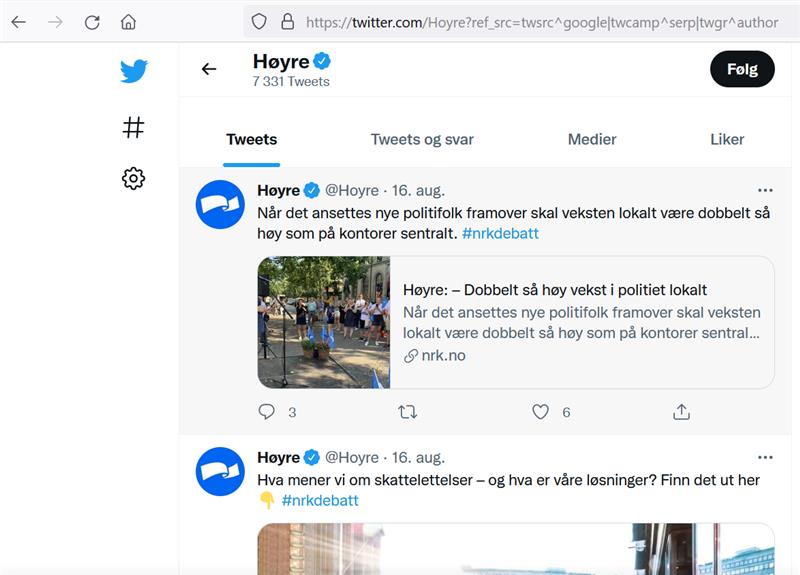 https://twitter.com/Hoyre?ref_src=twsrc^google|twcamp^serp|twgr^author
Høyre
7 331 Tweets
Følg
Tweets
Tweets og svar
Medier
Liker
Høyre @Hoyre · 16. aug.
Når det ansettes nye politifolk framover skal veksten lokalt være dobbelt så
høy som på kontorer sentralt. #nrkdebatt
Høyre: – Dobbelt så høy vekst i politiet lokalt
Når det ansettes nye politifolk framover skal veksten
lokalt være dobbelt så høy som på kontorer sentral...
nrk.no
3
6
Høyre @Hoyre · 16. aug.
Hva mener vi om skattelettelser – og hva er våre løsninger? Finn det ut her
👇 #nrkdebatt